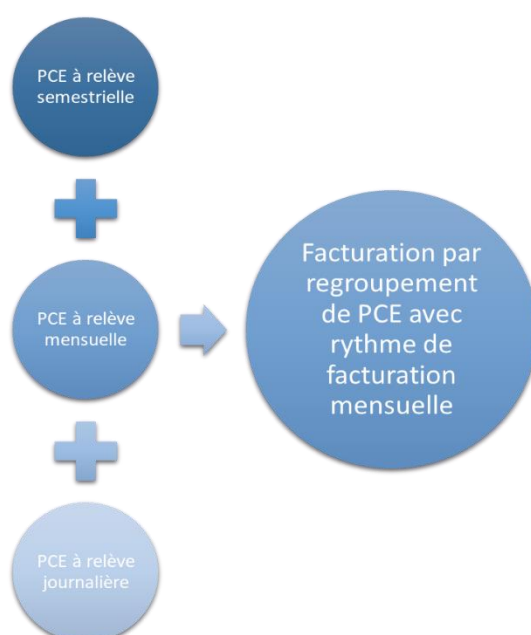 PCE à relève
semestrielle
PCE à relève
mensuelle
PCE à relève
journalière
Facturation par
regroupement
de PCE avec
rythme de
facturation
mensuelle